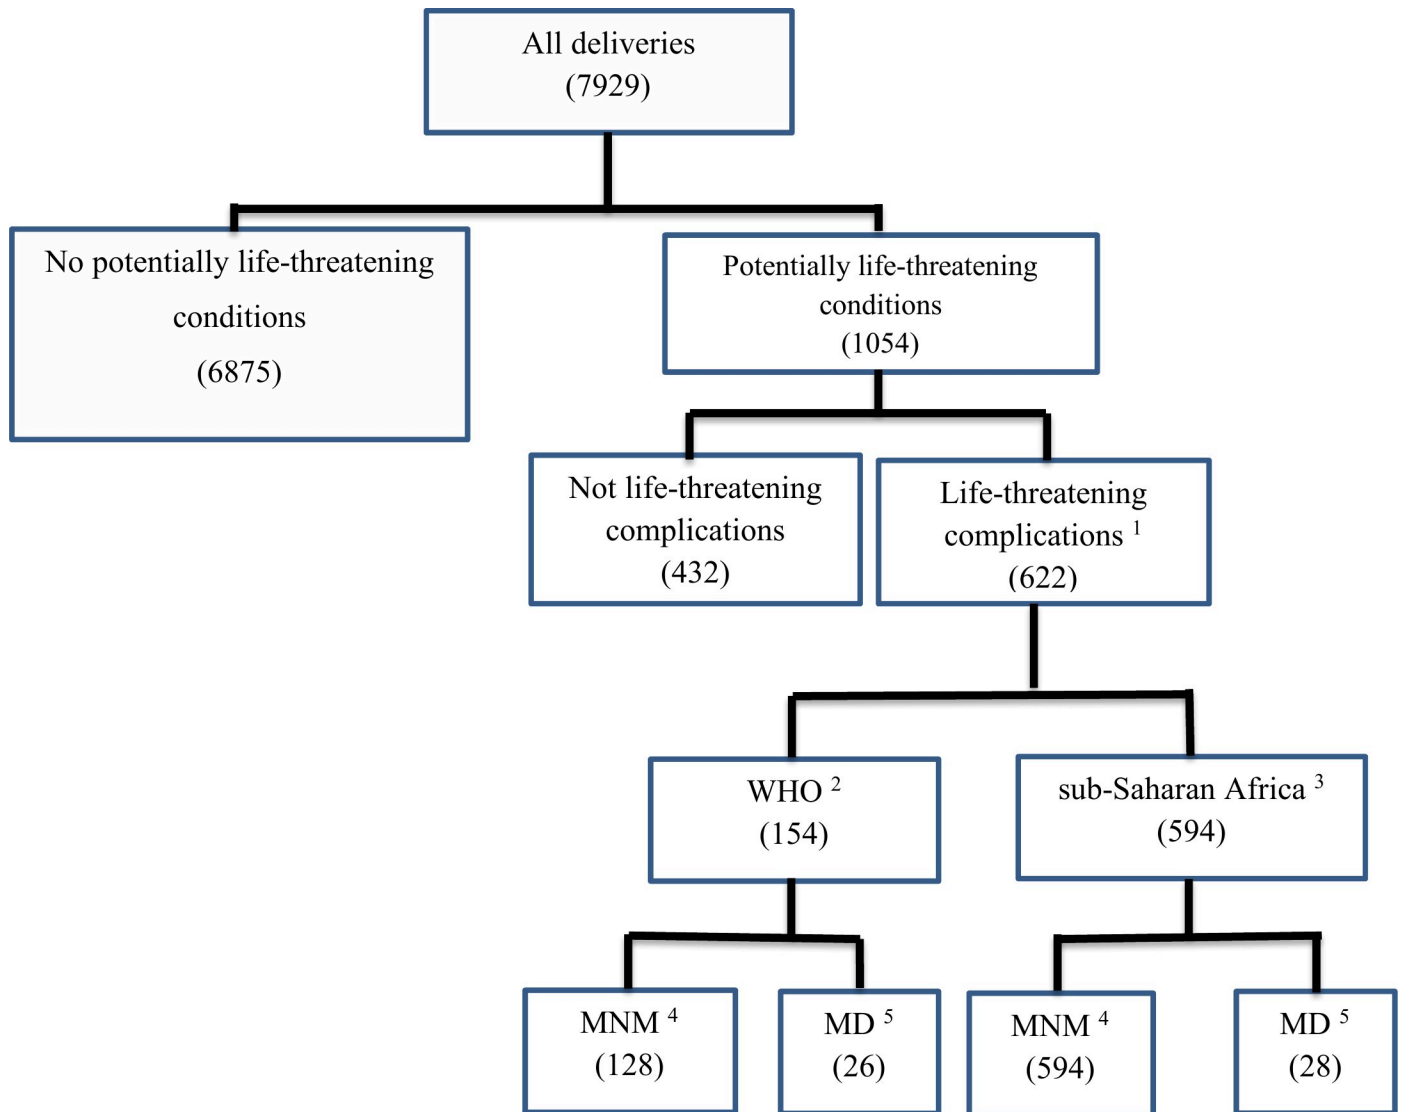 All deliveries
(7929)
No potentially life-threatening
conditions
(6875)
Potentially life-threatening
conditions
(1054)
Not life-threatening
complications
(432)
Life-threatening
complications ¹
(622)
WHO ²
(154)
sub-Saharan Africa ³
(594)
MNM ⁴
(128)
MD ⁵
(26)
MNM ⁴
(594)
MD ⁵
(28)